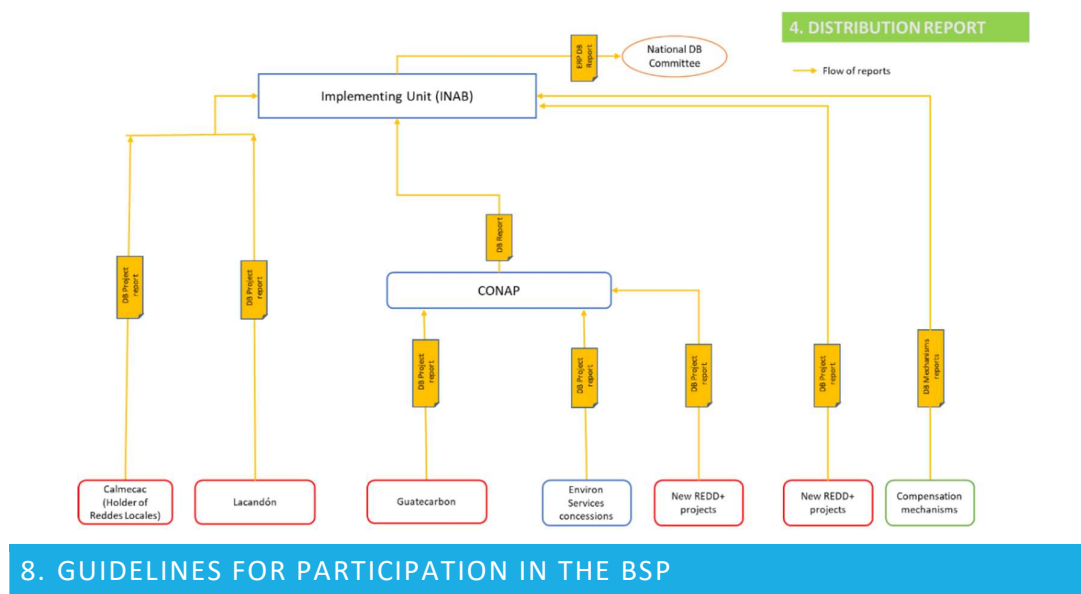 4. DISTRIBUTION REPORT
ERP DB
Report
National DB
Committee
Flow of reports
Implementing Unit (INAB)
DB Report
DB Project
report
DB Project
report
CONAP
DB Project
report
DB Project
report
DB Project
report
DB Project
report
DB Mechanisms
reports
Calmecac
(Holder of
Reddes Locales)
Lacandón
Guatecarbon
Environ
Services
concessions
New REDD+
projects
New REDD+
projects
Compensation
mechanisms
8. GUIDELINES FOR PARTICIPATION IN THE BSP